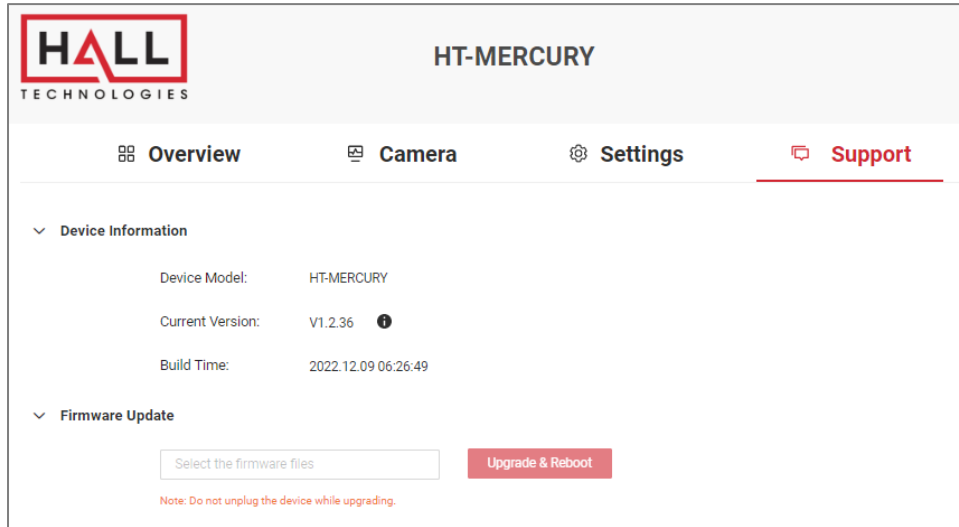 HALL
TECHNOLOGIES
HT-MERCURY
Overview Camera Settings Support
Device Information
Device Model: HT-MERCURY
Current Version: V1.2.36
Build Time: 2022.12.09 06:26:49
Firmware Update
Select the firmware files Upgrade & Reboot
Note: Do not unplug the device while upgrading.